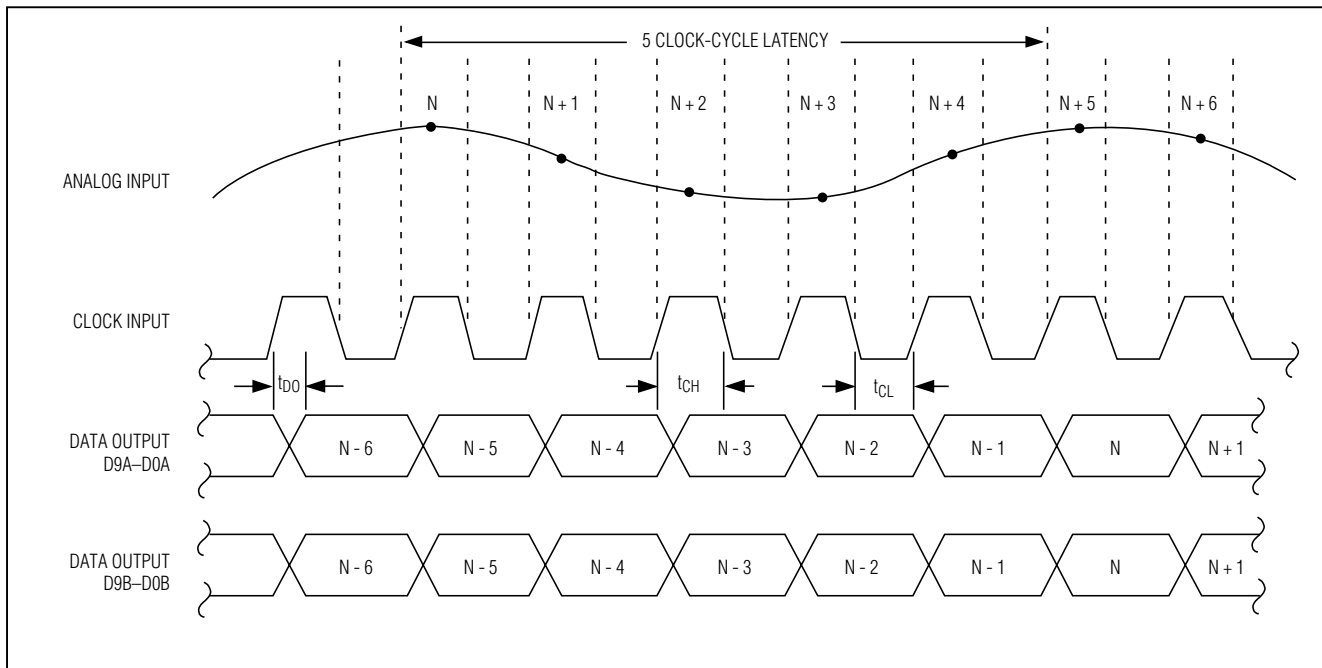 5 CLOCK-CYCLE LATENCY
N
N + 1
N + 2
N + 3
N + 4
N + 5
N + 6
ANALOG INPUT
CLOCK INPUT
tDO
tCH
tCL
DATA OUTPUT
D9A–D0A
N - 6
N - 5
N - 4
N - 3
N - 2
N - 1
N
N + 1
DATA OUTPUT
D9B–D0B
N - 6
N - 5
N - 4
N - 3
N - 2
N - 1
N
N + 1